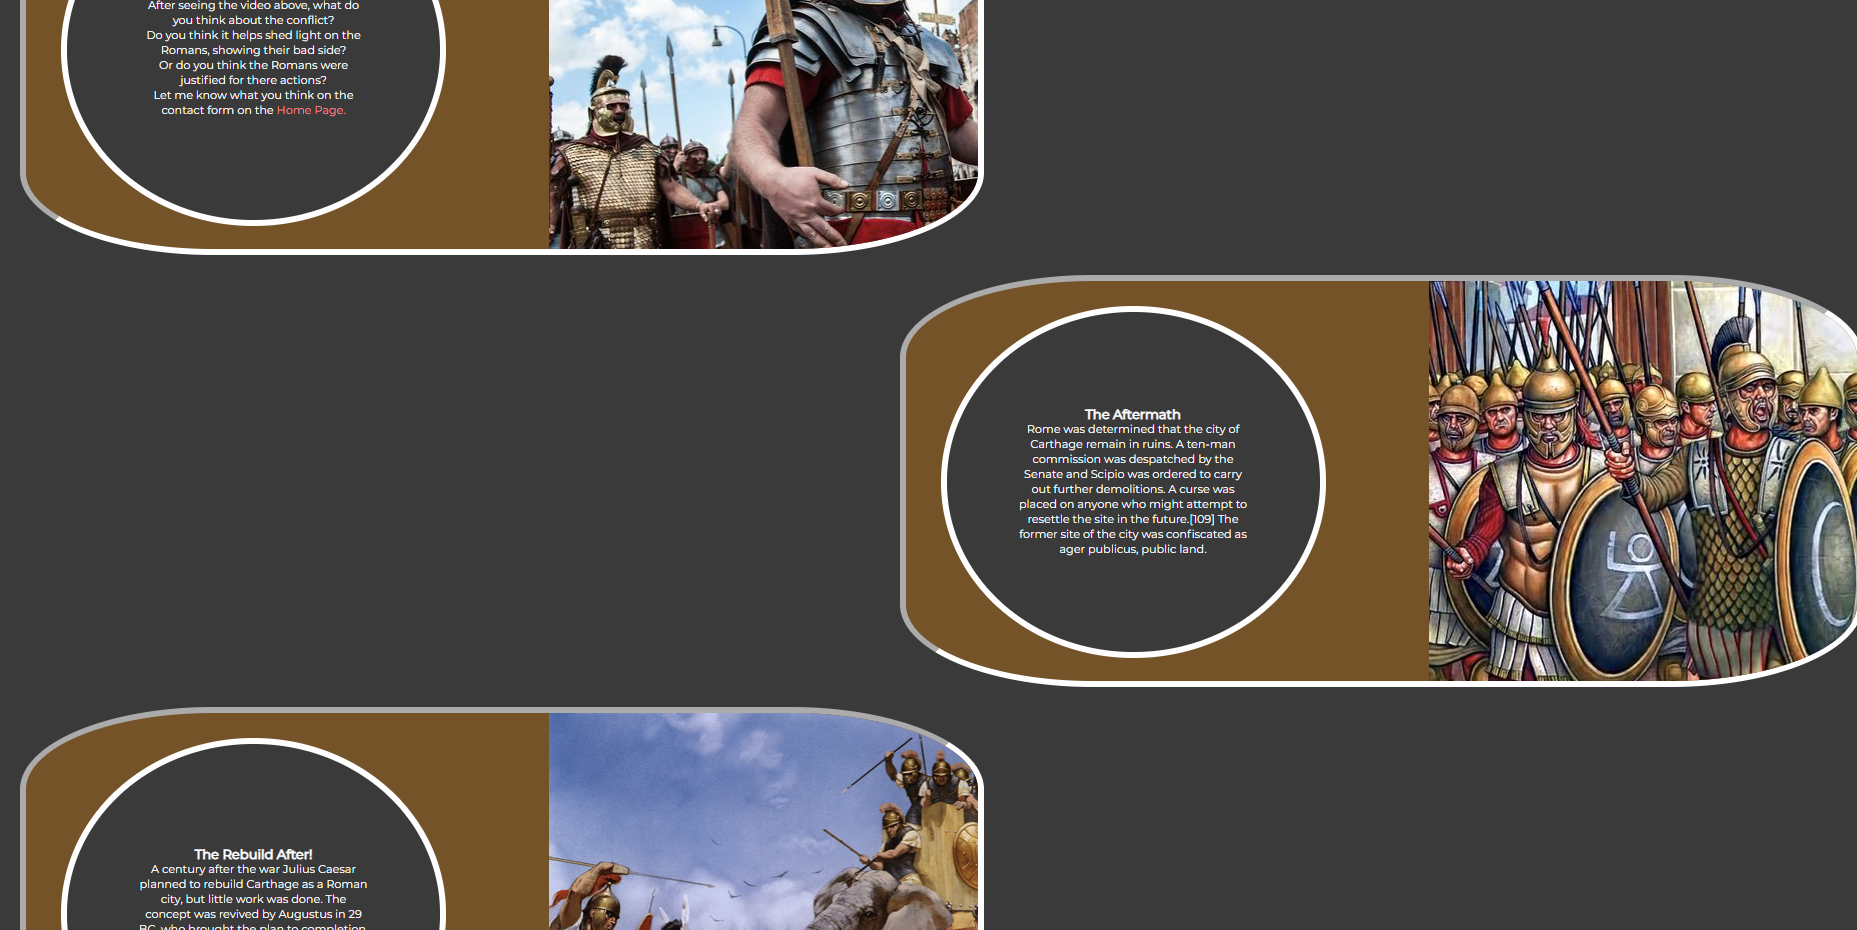 After seeing the video above, what do
you think about the conflict?
Do you think it helps shed light on the
Romans, showing their bad side?
Or do you think the Romans were
justified for there actions?
Let me know what you think on the
contact form on the Home Page.
The Aftermath
Rome was determined that the city of
Carthage remain in ruins. A ten-man
commission was despatched by the
Senate and Scipio was ordered to carry
out further demolitions. A curse was
placed on anyone who might attempt to
resettle the site in the future.[109] The
former site of the city was confiscated as
ager publicus, public land.
The Rebuild After!
A century after the war Julius Caesar
planned to rebuild Carthage as a Roman
city, but little work was done. The
concept was revived by Augustus in 29
BC, who brought the plan to completion.